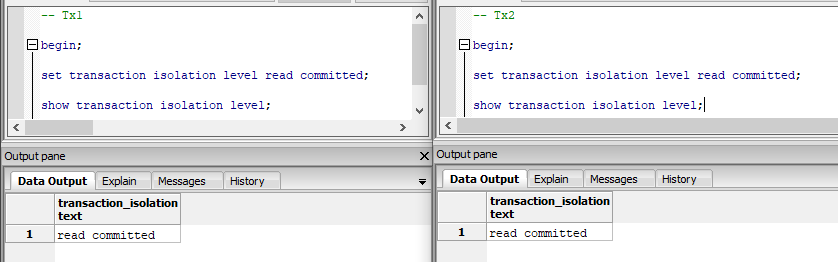 -- Tx1
begin;
set transaction isolation level read committed;
show transaction isolation level;
Output pane
Data Output Explain Messages History
transaction_isolation
text
1 read committed
-- Tx2
begin;
set transaction isolation level read committed;
show transaction isolation level;
Output pane
Data Output Explain Messages History
transaction_isolation
text
1 read committed